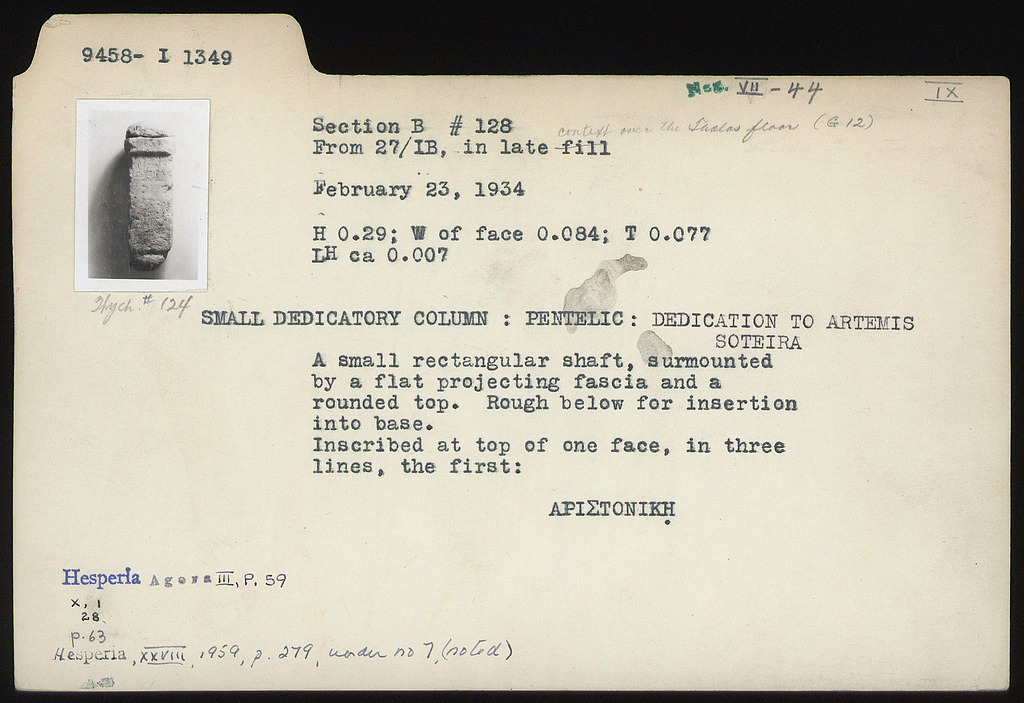 9458- I 1349
Neg. VII - 44
IX
Section B # 128
context over the Tholos floor (G 12)
From 27/IB, in late fill
February 23, 1934
H 0.29; W of face 0.084; T 0.077
LH ca 0.007
# 124
SMALL DEDICATORY COLUMN : PENTELIC: DEDICATION TO ARTEMIS
SOTEIRA
A small rectangular shaft, surmounted
by a flat projecting fascia and a
rounded top. Rough below for insertion
into base.
Inscribed at top of one face, in three
lines, the first:
ΑΡΙΣΤΟΝΙΚΗ̣
Hesperia Agora III, P. 59
X, 1
28
p. 63
Hesperia, XXVIII, 1959, p. 279, under no 7, (noted)